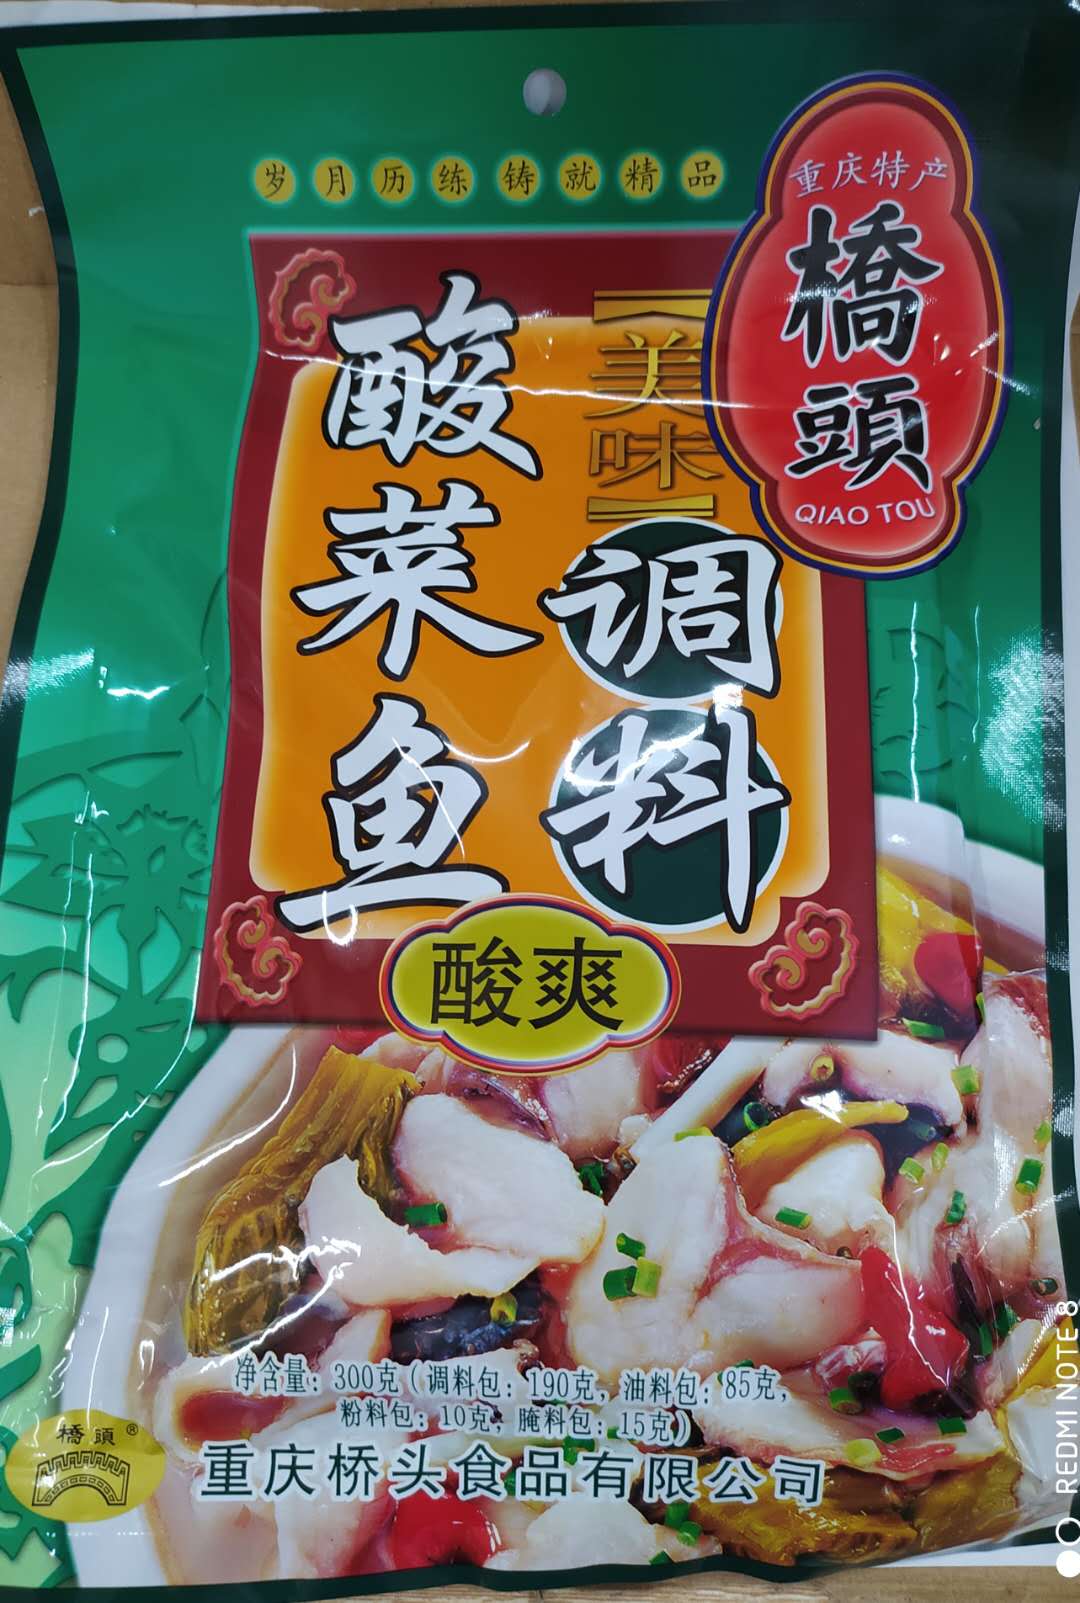 岁月历练铸就精品
重庆特产
橋頭
QIAO TOU
酸菜鱼
【美味】
调料
酸爽
净含量：300克（调料包：190克，油料包：85克，
粉料包：10克，腌料包：15克）
橋頭®
重庆桥头食品有限公司
REDMI NOTE 8